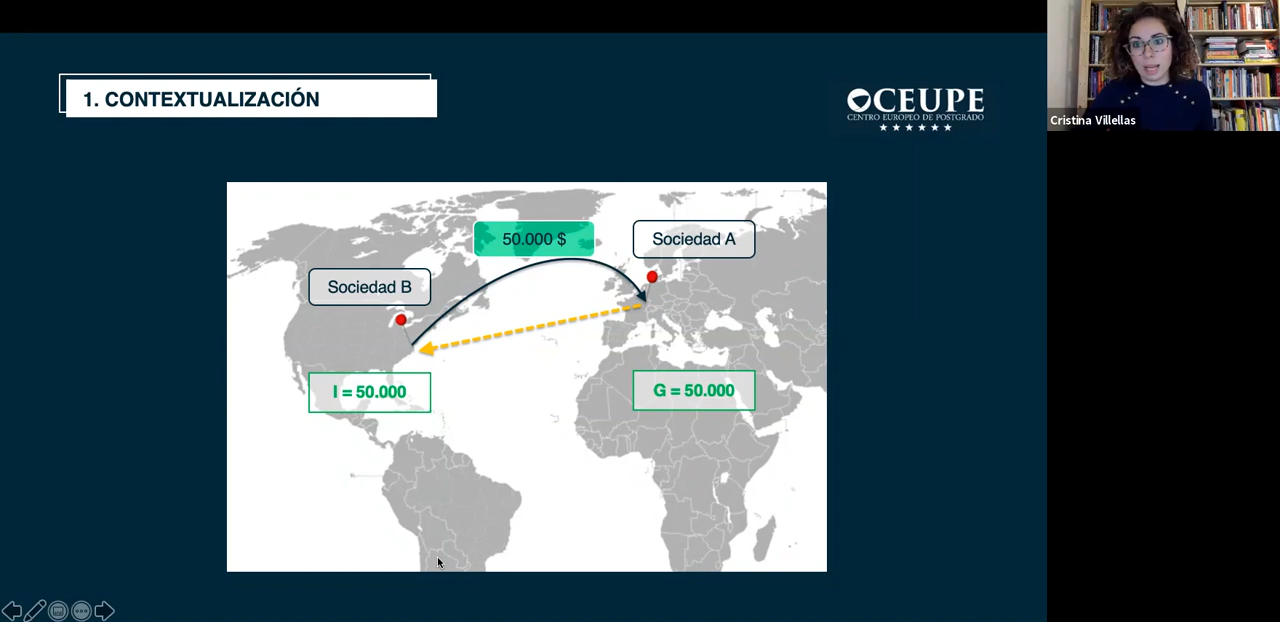 1. CONTEXTUALIZACIÓN
CEUPE
CENTRO EUROPEO DE POSTGRADO
Cristina Villellas
50.000 $
Sociedad A
Sociedad B
I = 50.000
G = 50.000